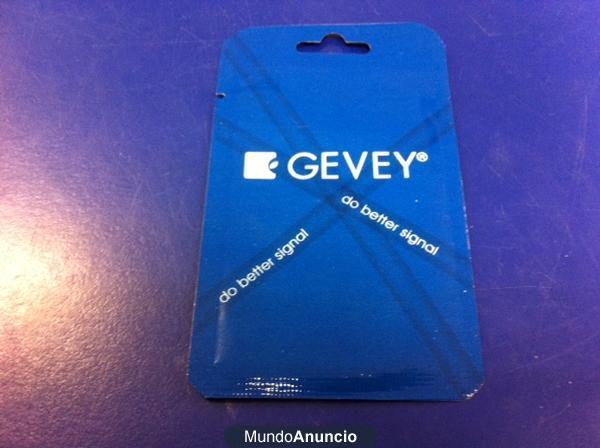 GEVEY®
do better signal
do better signal
MundoAnuncio